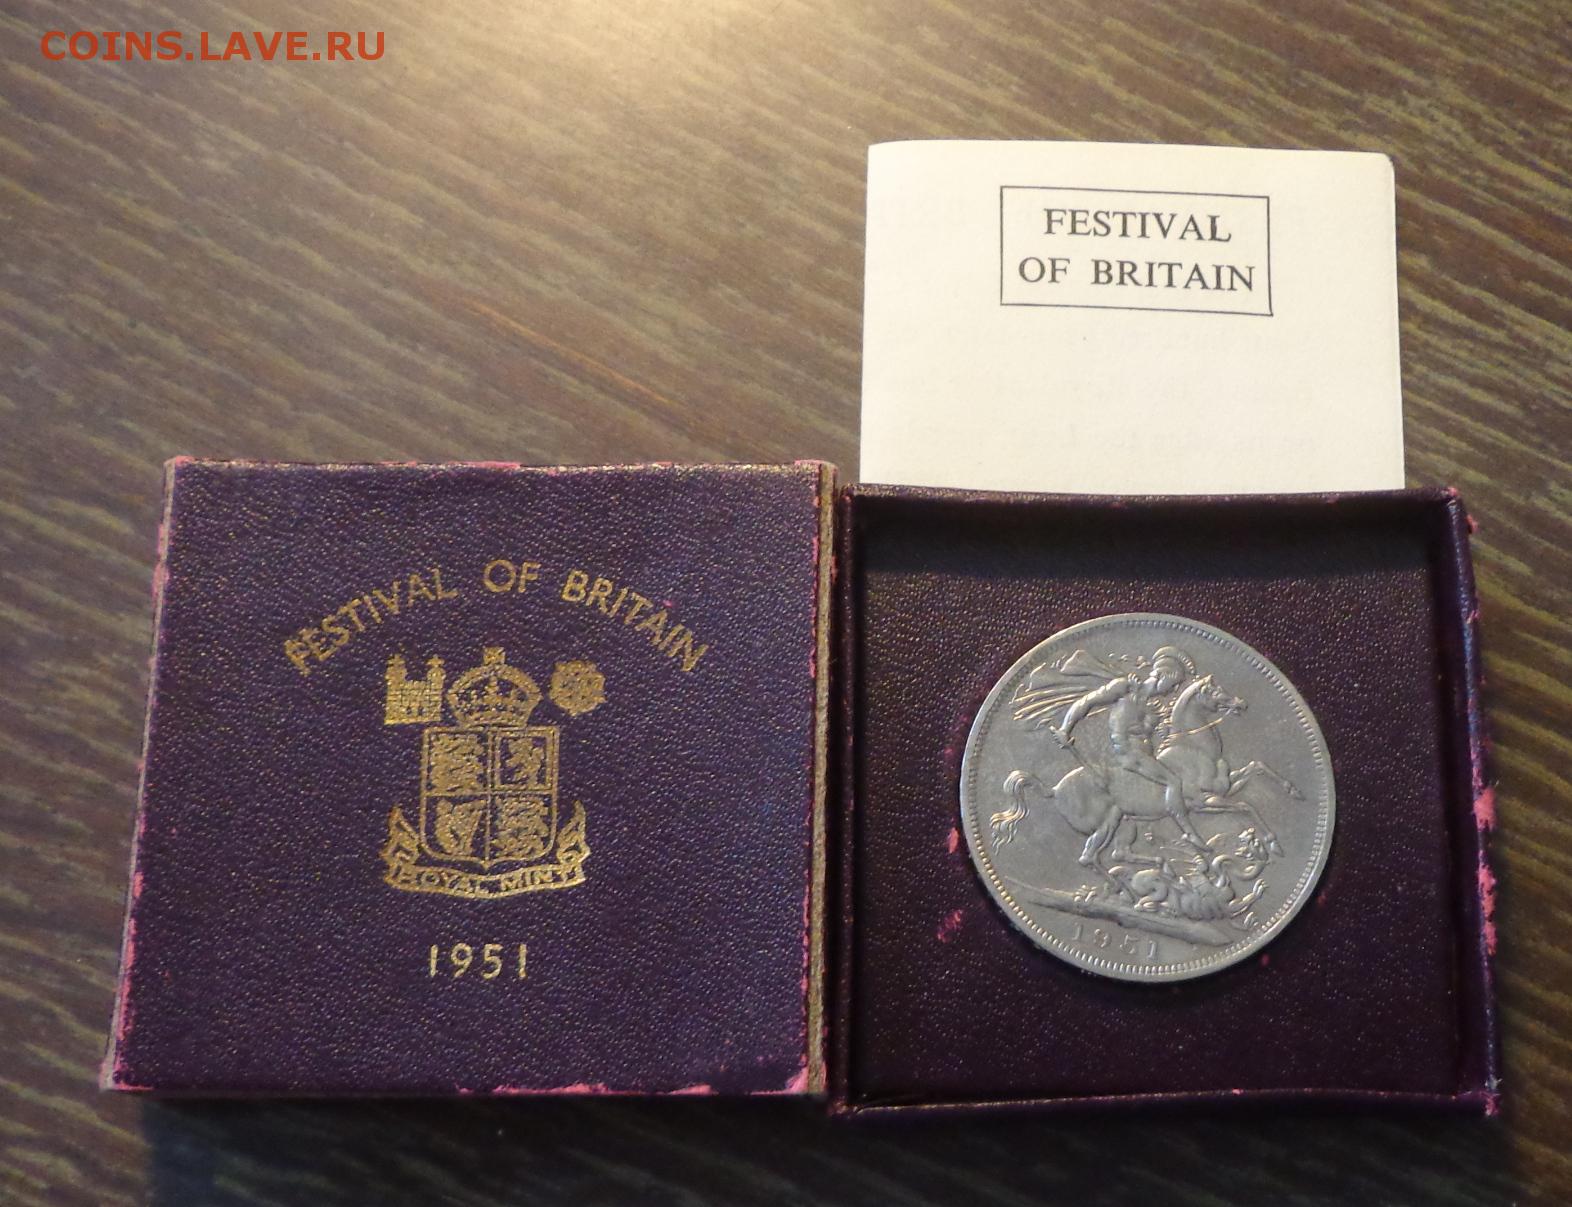 COINS.LAVE.RU
FESTIVAL
OF BRITAIN
FESTIVAL OF BRITAIN
ROYAL MINT
1951
1951